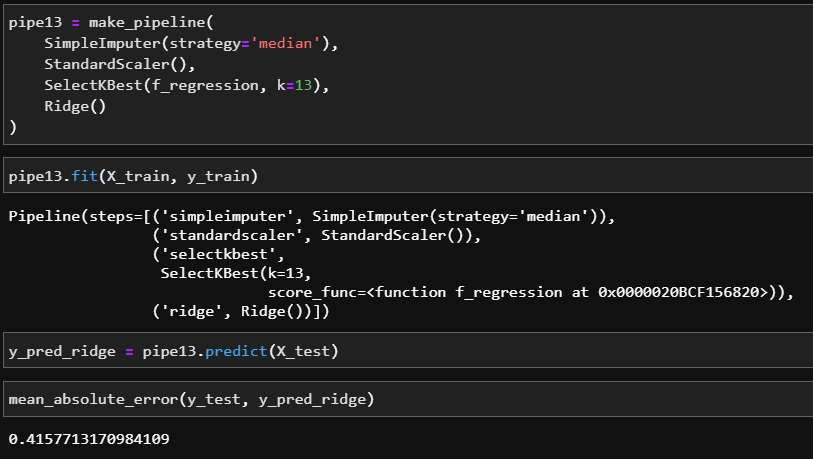 pipe13 = make_pipeline(
    SimpleImputer(strategy='median'),
    StandardScaler(),
    SelectKBest(f_regression, k=13),
    Ridge()
)
pipe13.fit(X_train, y_train)
Pipeline(steps=[('simpleimputer', SimpleImputer(strategy='median')),
                ('standardscaler', StandardScaler()),
                ('selectkbest',
                 SelectKBest(k=13,
                             score_func=<function f_regression at 0x0000020BCF156820>)),
                ('ridge', Ridge())])
y_pred_ridge = pipe13.predict(X_test)
mean_absolute_error(y_test, y_pred_ridge)
0.4157713170984109